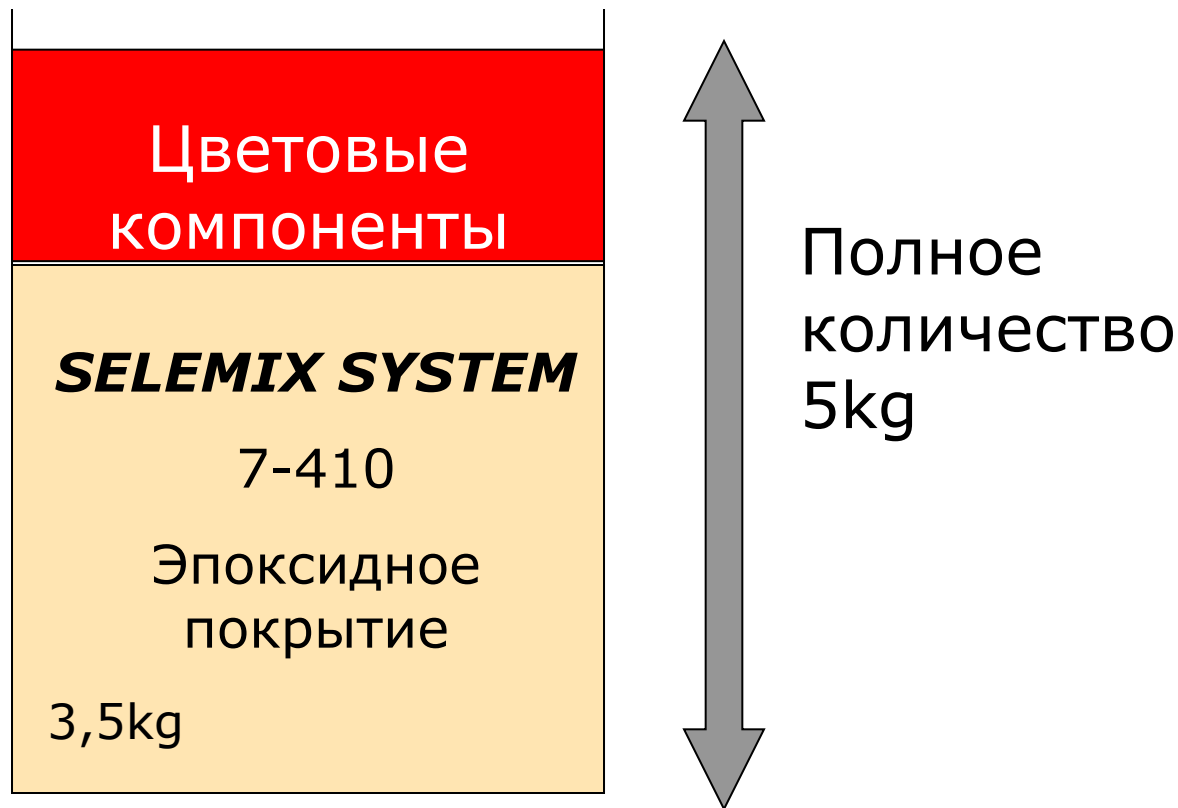 Цветовые
компоненты
SELEMIX SYSTEM
7-410
Эпоксидное
покрытие
3,5kg
Полное
количество
5kg